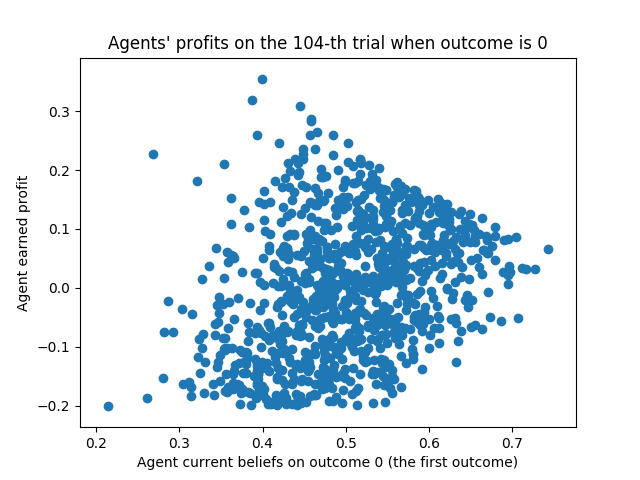 Agents' profits on the 104-th trial when outcome is 0
Agent earned profit
0.3
0.2
0.1
0.0
−0.1
−0.2
0.2 0.3 0.4 0.5 0.6 0.7
Agent current beliefs on outcome 0 (the first outcome)